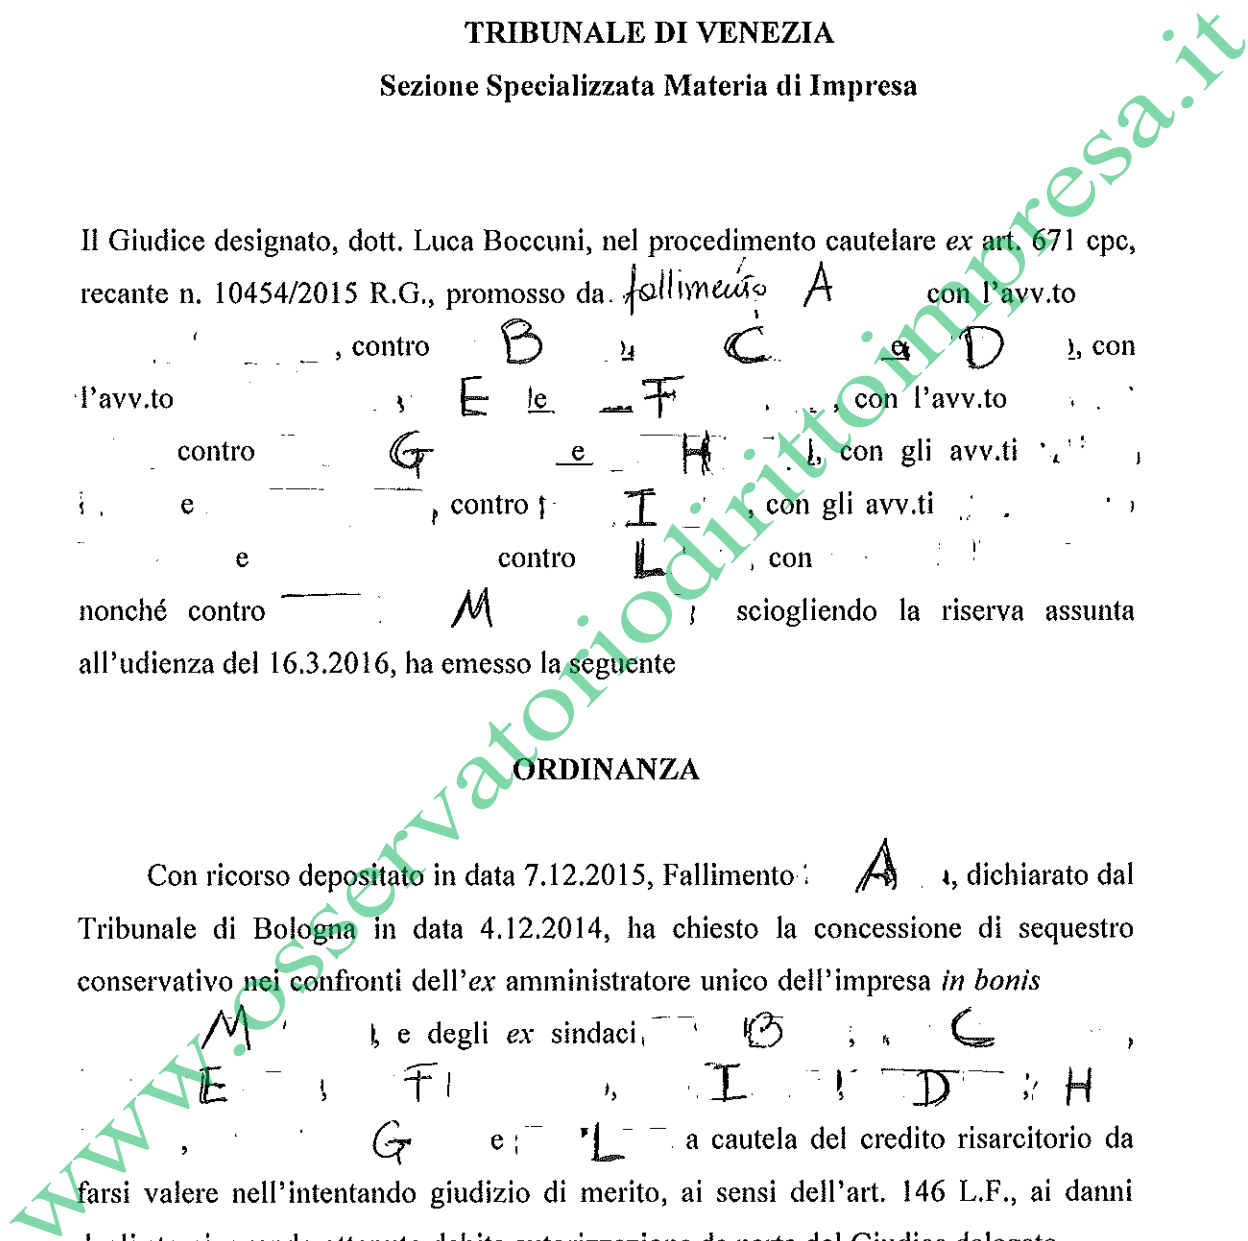 TRIBUNALE DI VENEZIA
Sezione Specializzata Materia di Impresa
Il Giudice designato, dott. Luca Boccuni, nel procedimento cautelare ex art. 671 cpc,
recante n. 10454/2015 R.G., promosso da fallimento A con l'avv.to
, contro B , C e D , con
l'avv.to , E e F , con l'avv.to
contro G e H , con gli avv.ti ,
e , contro I , con gli avv.ti ,
e contro L , con
nonché contro M , sciogliendo la riserva assunta
all'udienza del 16.3.2016, ha emesso la seguente
ORDINANZA
Con ricorso depositato in data 7.12.2015, Fallimento A , dichiarato dal
Tribunale di Bologna in data 4.12.2014, ha chiesto la concessione di sequestro
conservativo nei confronti dell'ex amministratore unico dell'impresa in bonis
M , e degli ex sindaci, B , C ,
E , F , I , D , H
, G e L a cautela del credito risarcitorio da
farsi valere nell'intentando giudizio di merito, ai sensi dell'art. 146 L.F., ai danni
www.osservatoriodirittoimpresa.it